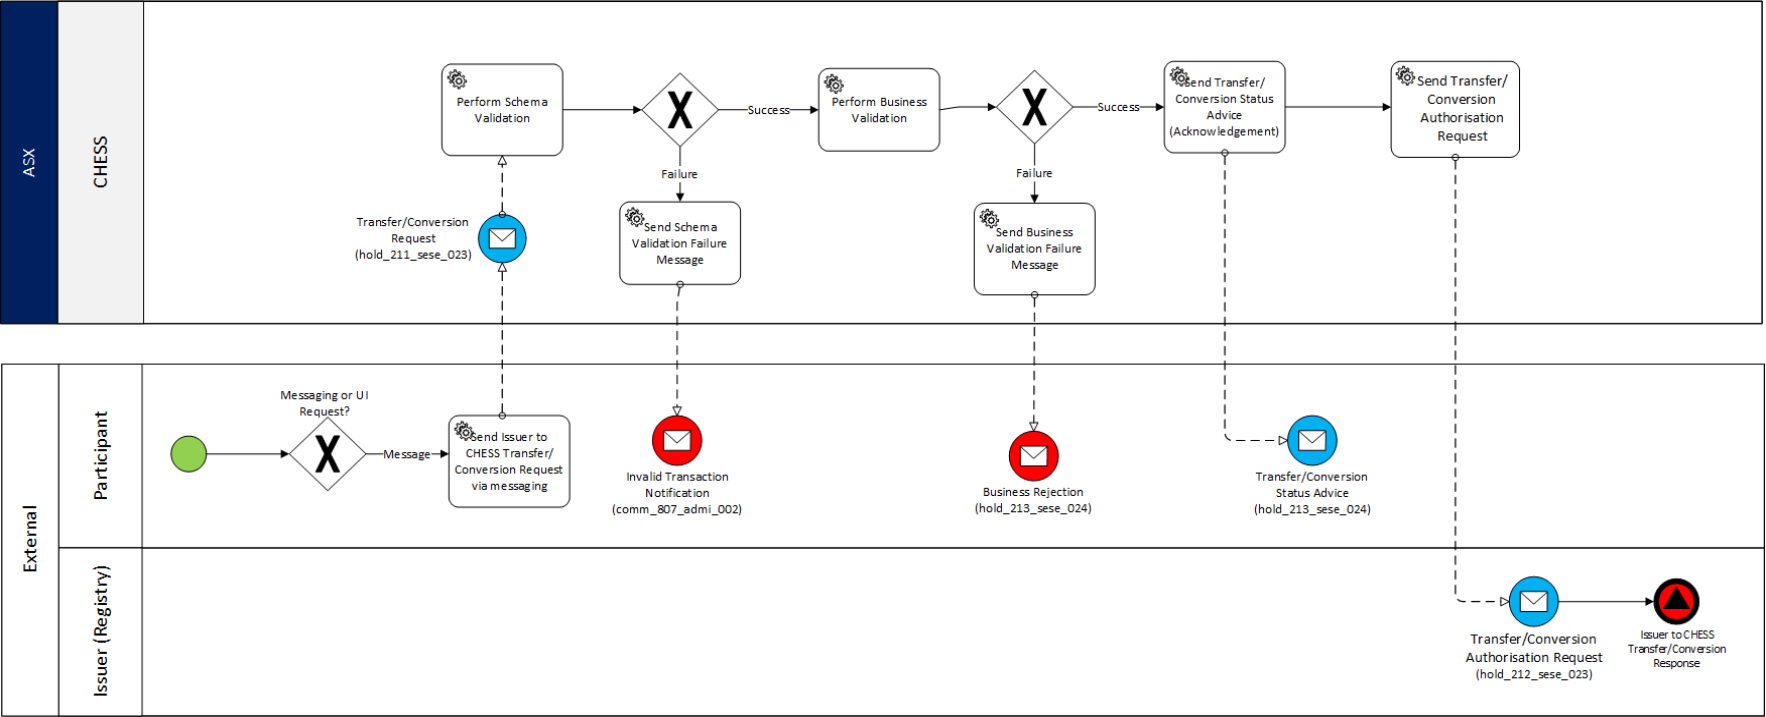 ASX
CHESS
Perform Schema
Validation
Success
Perform Business
Validation
Success
Send Transfer/
Conversion Status
Advice
(Acknowledgement)
Send Transfer/
Conversion
Authorisation
Request
Failure
Failure
Transfer/Conversion
Request
(hold_211_sese_023)
Send Schema
Validation Failure
Message
Send Business
Validation Failure
Message
External
Participant
Messaging or UI
Request?
Message
Send Issuer to
CHESS Transfer/
Conversion Request
via messaging
Invalid Transaction
Notification
(comm_807_admi_002)
Business Rejection
(hold_213_sese_024)
Transfer/Conversion
Status Advice
(hold_213_sese_024)
Issuer (Registry)
Transfer/Conversion
Authorisation Request
(hold_212_sese_023)
Issuer to CHESS
Transfer/Conversion
Response